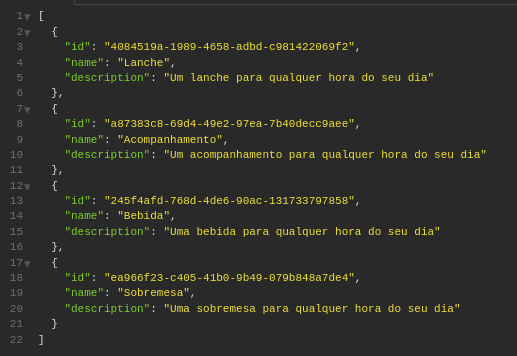 1 [
2 {
3 "id": "4084519a-1989-4658-adbd-c981422069f2",
4 "name": "Lanche",
5 "description": "Um lanche para qualquer hora do seu dia"
6 },
7 {
8 "id": "a87383c8-69d4-49e2-97ea-7b40decc9aee",
9 "name": "Acompanhamento",
10 "description": "Um acompanhamento para qualquer hora do seu dia"
11 },
12 {
13 "id": "245f4afd-768d-4de6-90ac-131733797858",
14 "name": "Bebida",
15 "description": "Uma bebida para qualquer hora do seu dia"
16 },
17 {
18 "id": "ea966f23-c405-41b0-9b49-079b848a7de4",
19 "name": "Sobremesa",
20 "description": "Uma sobremesa para qualquer hora do seu dia"
21 }
22 ]